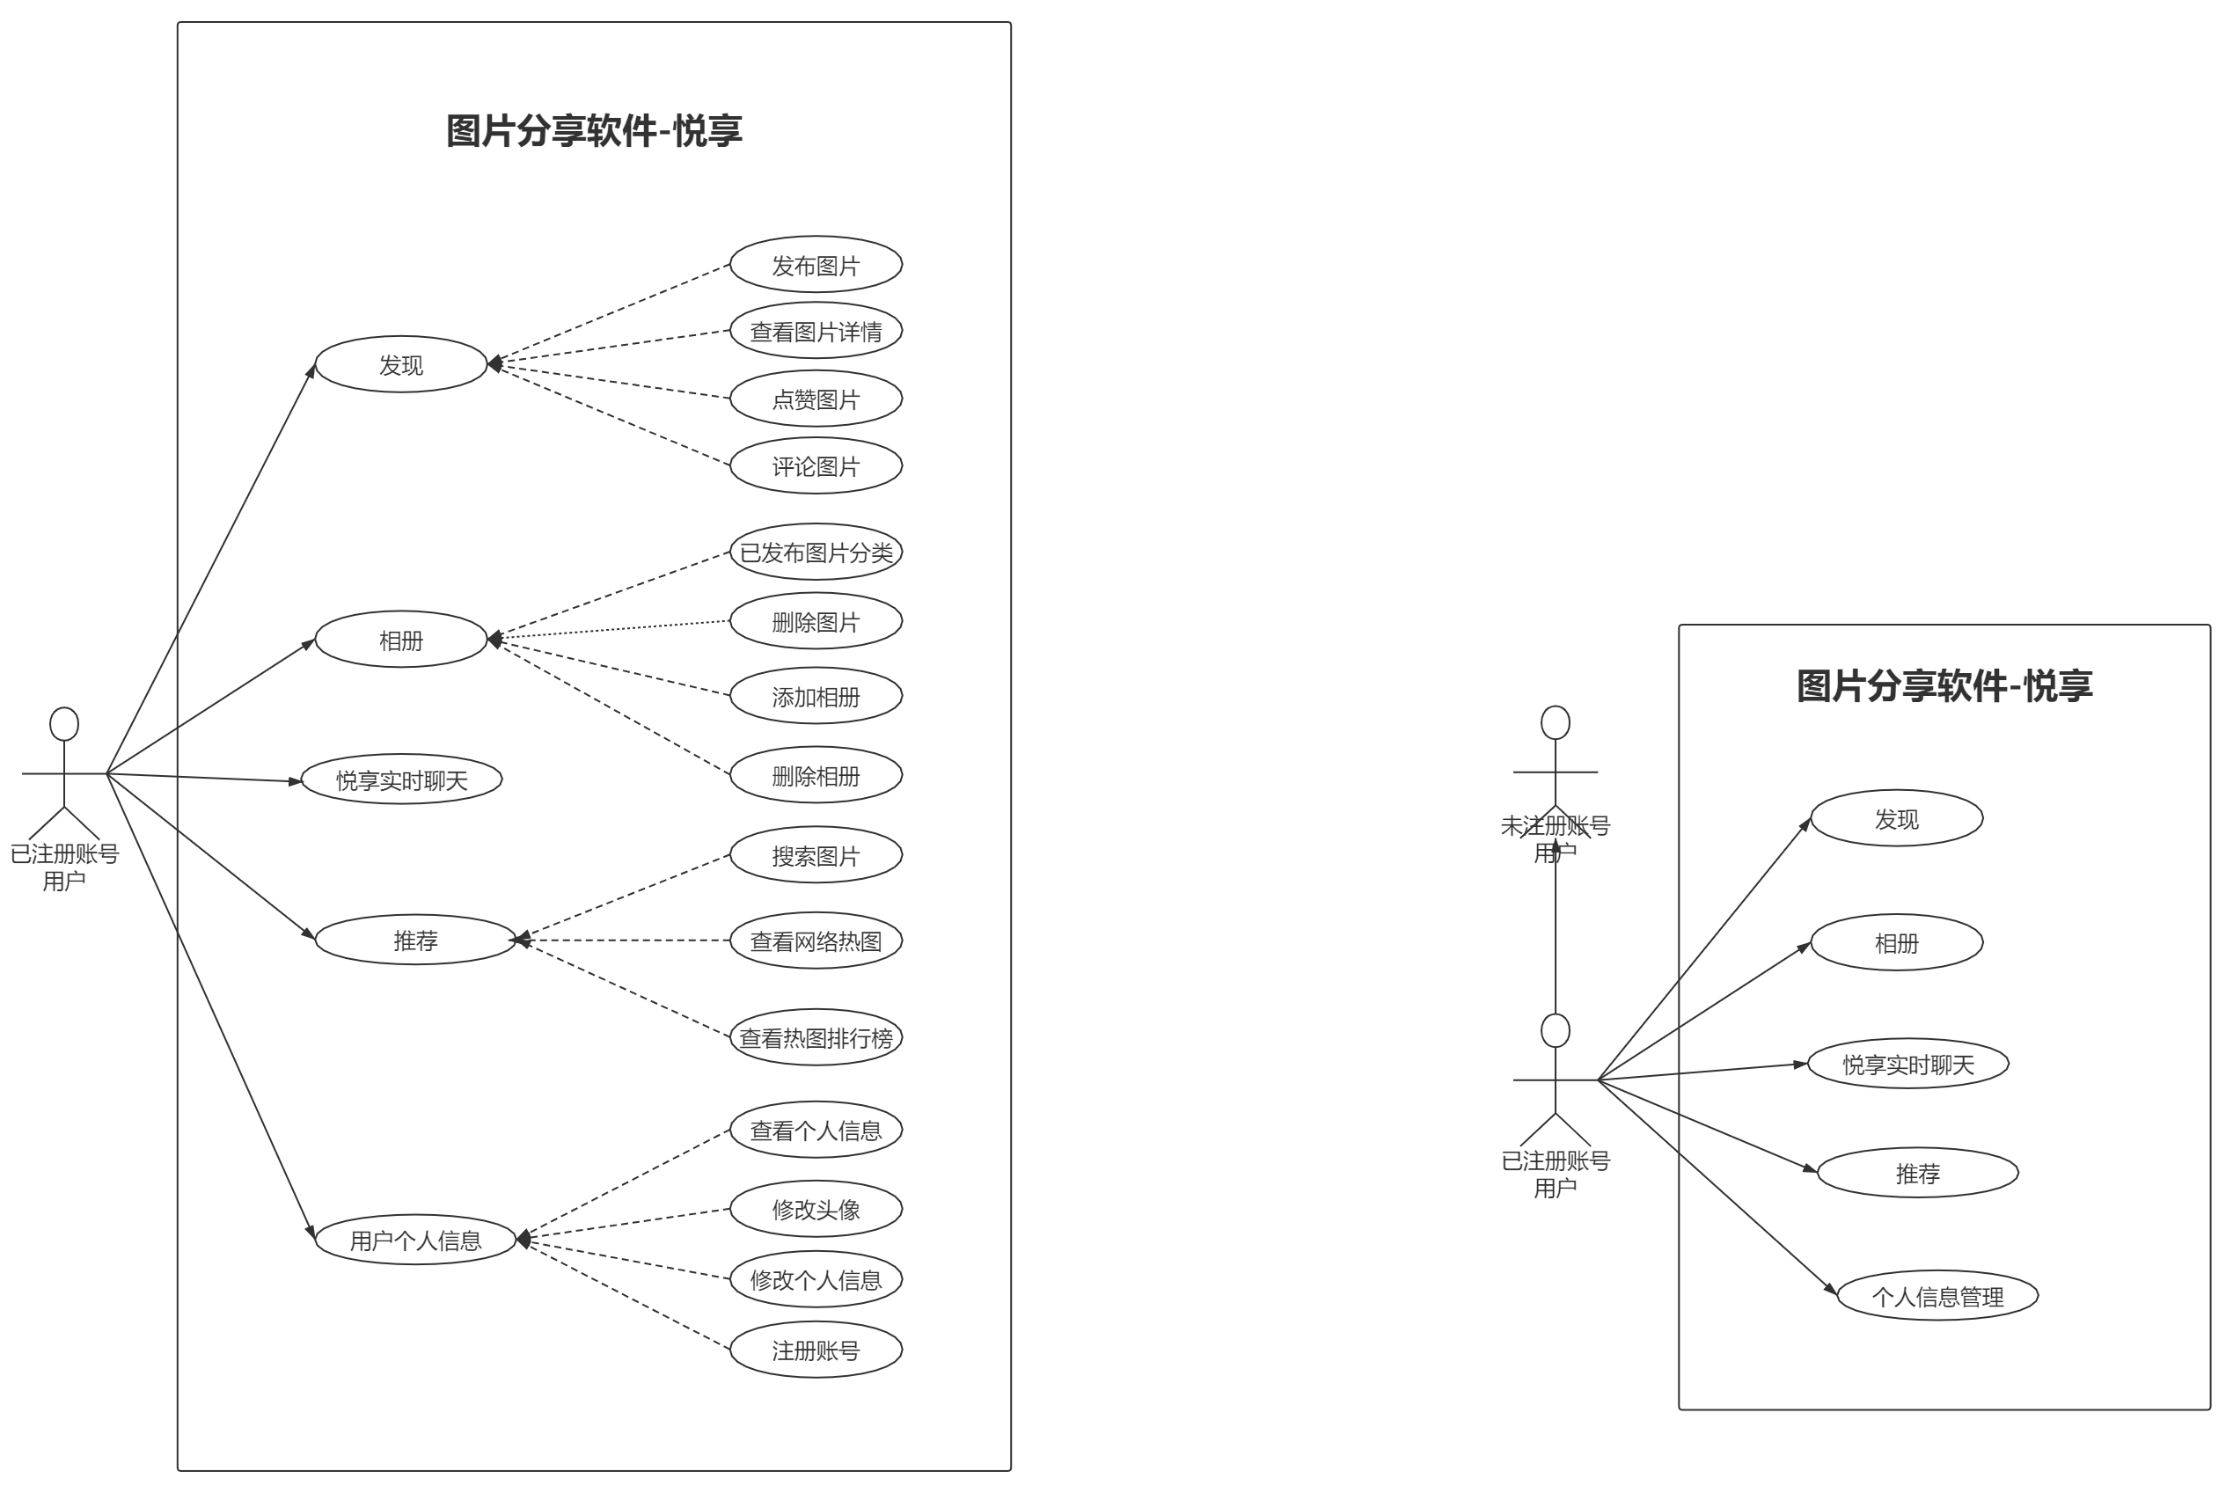 图片分享软件-悦享
发布图片
查看图片详情
发现
点赞图片
评论图片
已发布图片分类
删除图片
相册
添加相册
删除相册
悦享实时聊天
已注册账号
用户
搜索图片
推荐
查看网络热图
查看热图排行榜
查看个人信息
修改头像
用户个人信息
修改个人信息
注册账号
图片分享软件-悦享
未注册账号
用户
发现
相册
悦享实时聊天
已注册账号
用户
推荐
个人信息管理